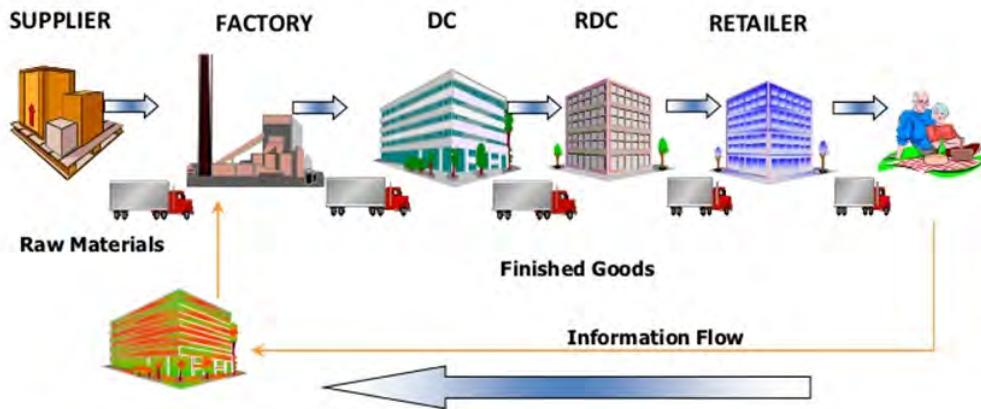 SUPPLIER
FACTORY
DC
RDC
RETAILER
Raw Materials
Finished Goods
Information Flow